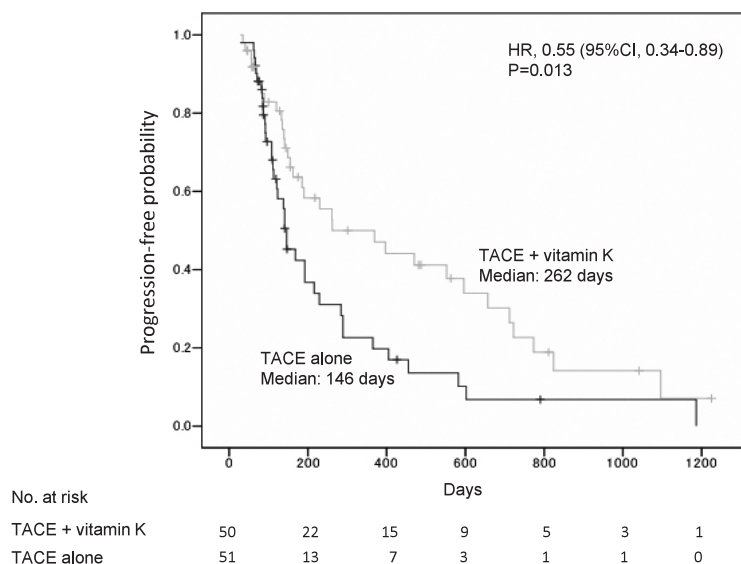 HR, 0.55 (95%CI, 0.34-0.89)
P=0.013
Progression-free probability
1.0
0.8
0.6
0.4
0.2
0.0
TACE + vitamin K
Median: 262 days
TACE alone
Median: 146 days
0 200 400 600 800 1000 1200
Days
No. at risk
TACE + vitamin K 50 22 15 9 5 3 1
TACE alone 51 13 7 3 1 1 0